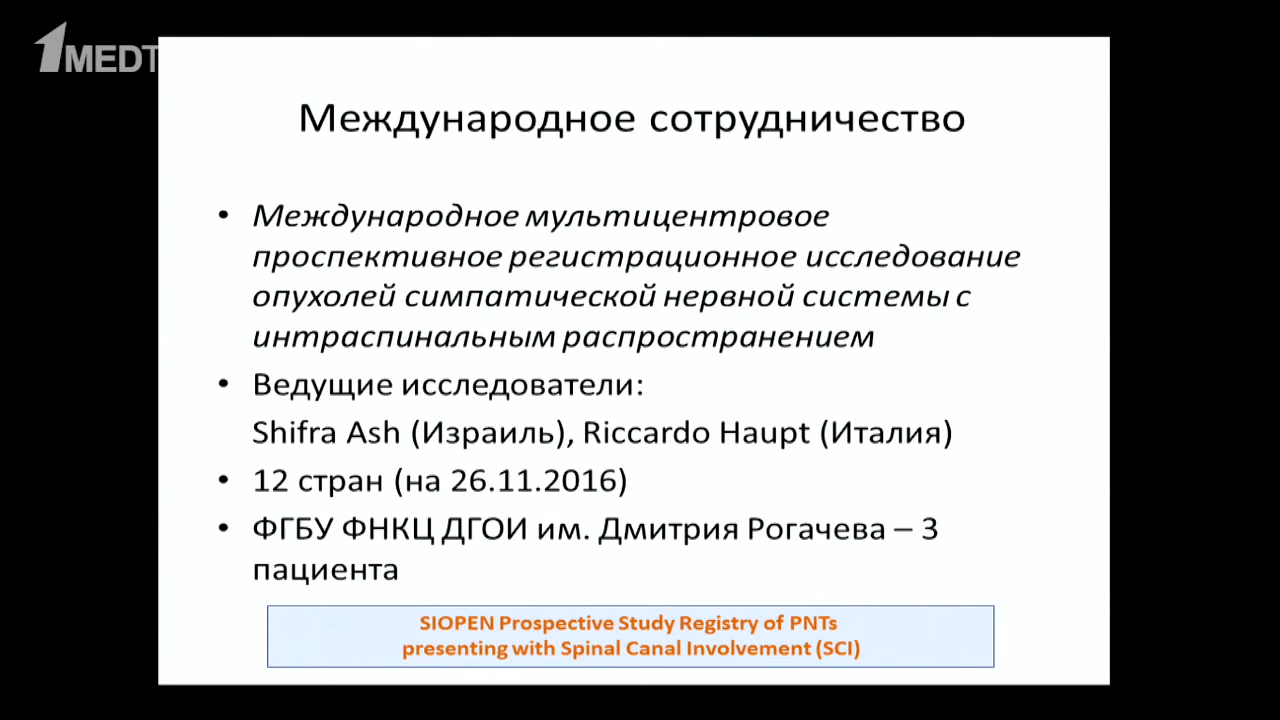 1MEDT
Международное сотрудничество
• Международное мультицентровое
проспективное регистрационное исследование
опухолей симпатической нервной системы с
интраспинальным распространением
• Ведущие исследователи:
Shifra Ash (Израиль), Riccardo Haupt (Италия)
• 12 стран (на 26.11.2016)
• ФГБУ ФНКЦ ДГОИ им. Дмитрия Рогачева – 3
пациента
SIOPEN Prospective Study Registry of PNTs
presenting with Spinal Canal Involvement (SCI)